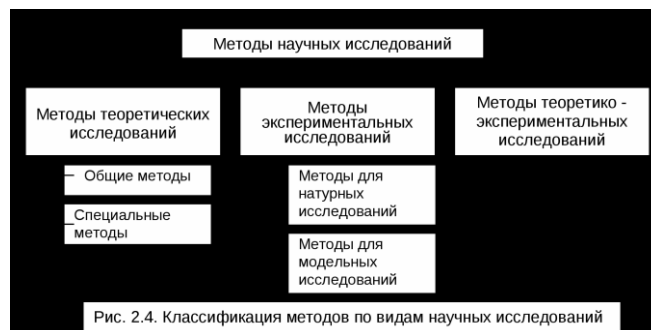 Методы научных исследований
Методы теоретических
исследований
Методы
экспериментальных
исследований
Методы теоретико -
экспериментальных
исследований
Общие методы
Специальные
методы
Методы для
натурных
исследований
Методы для
модельных
исследований
Рис. 2.4. Классификация методов по видам научных исследований